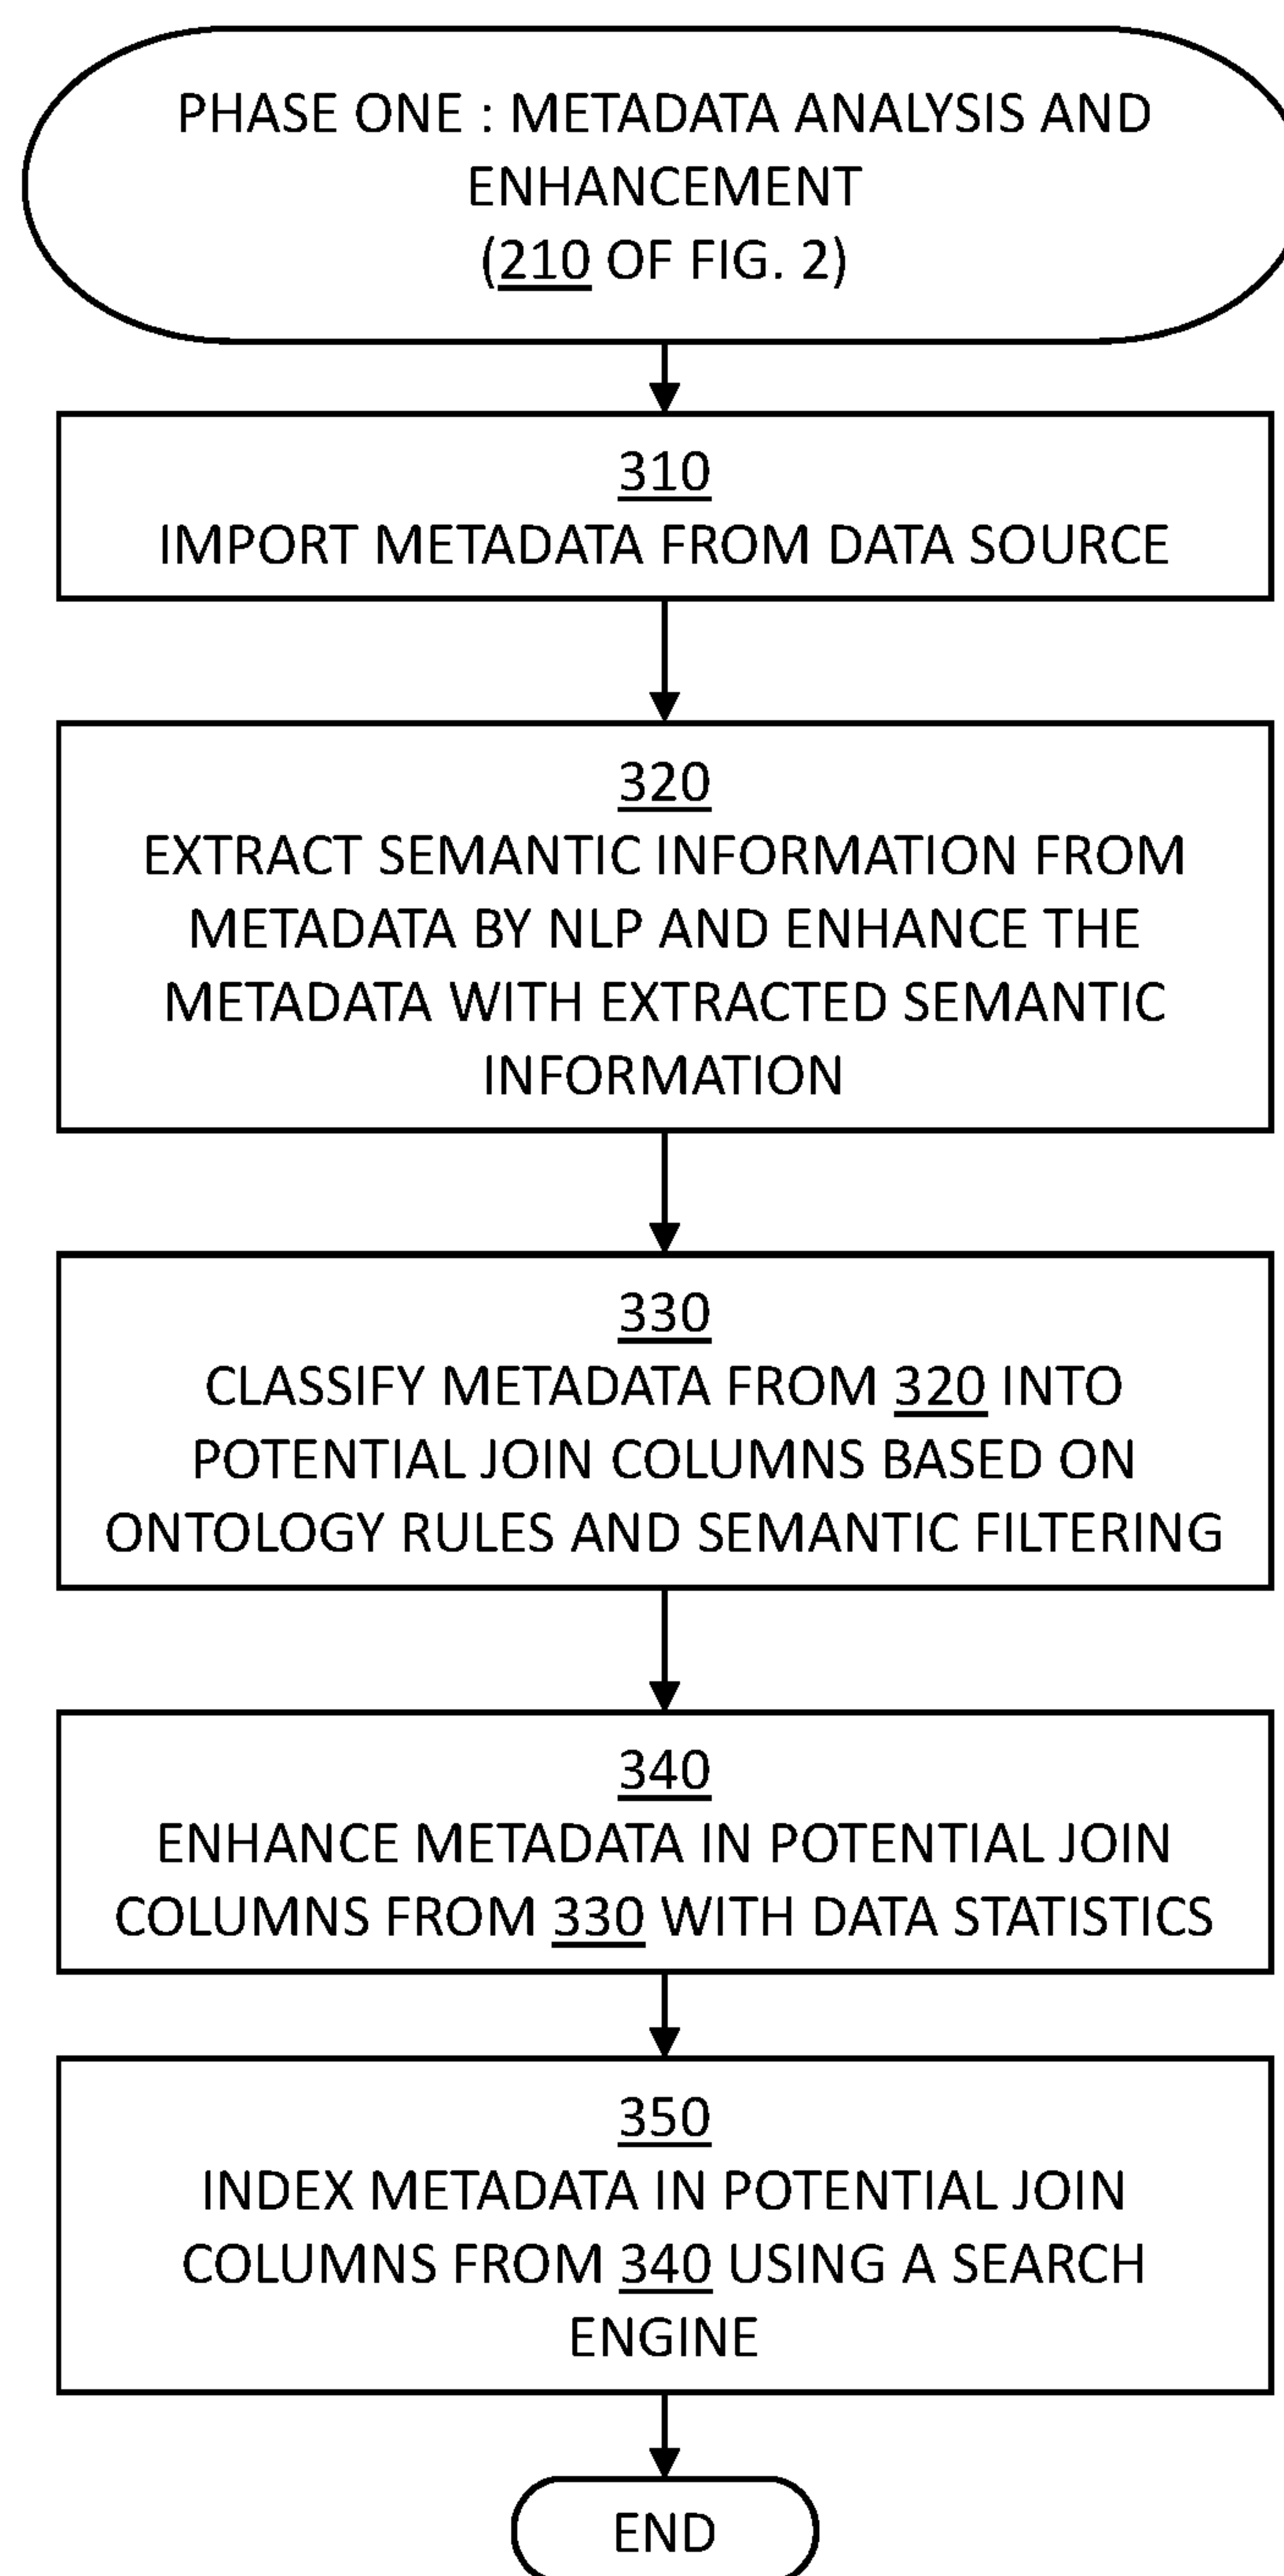 PHASE ONE : METADATA ANALYSIS AND
ENHANCEMENT
(210 OF FIG. 2)
310
IMPORT METADATA FROM DATA SOURCE
320
EXTRACT SEMANTIC INFORMATION FROM
METADATA BY NLP AND ENHANCE THE
METADATA WITH EXTRACTED SEMANTIC
INFORMATION
330
CLASSIFY METADATA FROM 320 INTO
POTENTIAL JOIN COLUMNS BASED ON
ONTOLOGY RULES AND SEMANTIC FILTERING
340
ENHANCE METADATA IN POTENTIAL JOIN
COLUMNS FROM 330 WITH DATA STATISTICS
350
INDEX METADATA IN POTENTIAL JOIN
COLUMNS FROM 340 USING A SEARCH
ENGINE
END